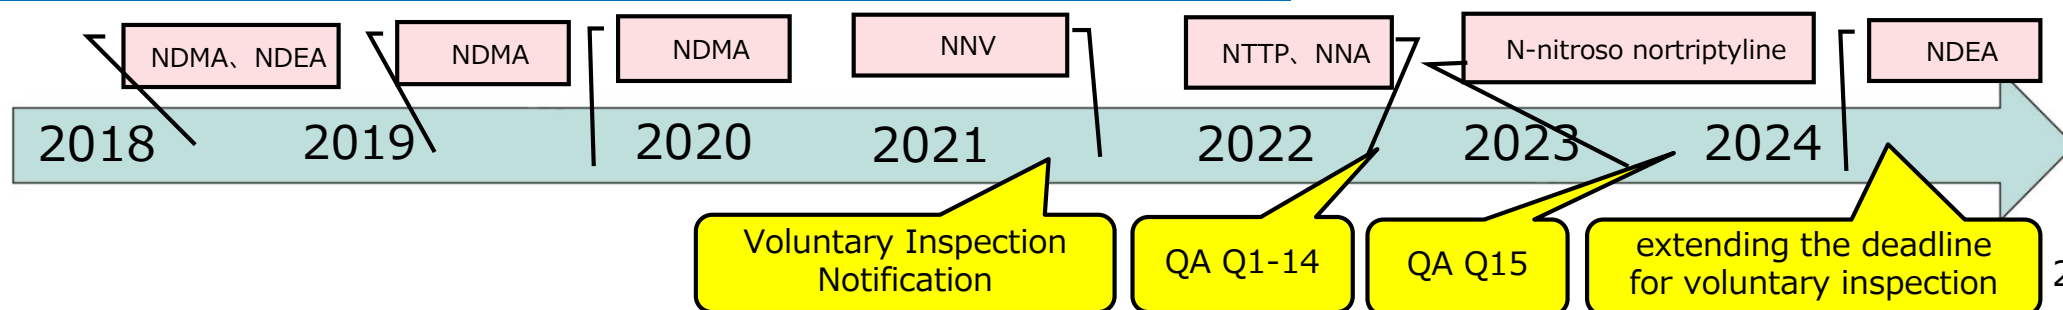 NDMA、NDEA
NDMA
NDMA
NNV
NTTP、NNA
N-nitroso nortriptyline
NDEA
2018
2019
2020
2021
2022
2023
2024
Voluntary Inspection
Notification
QA Q1-14
QA Q15
extending the deadline
for voluntary inspection
2